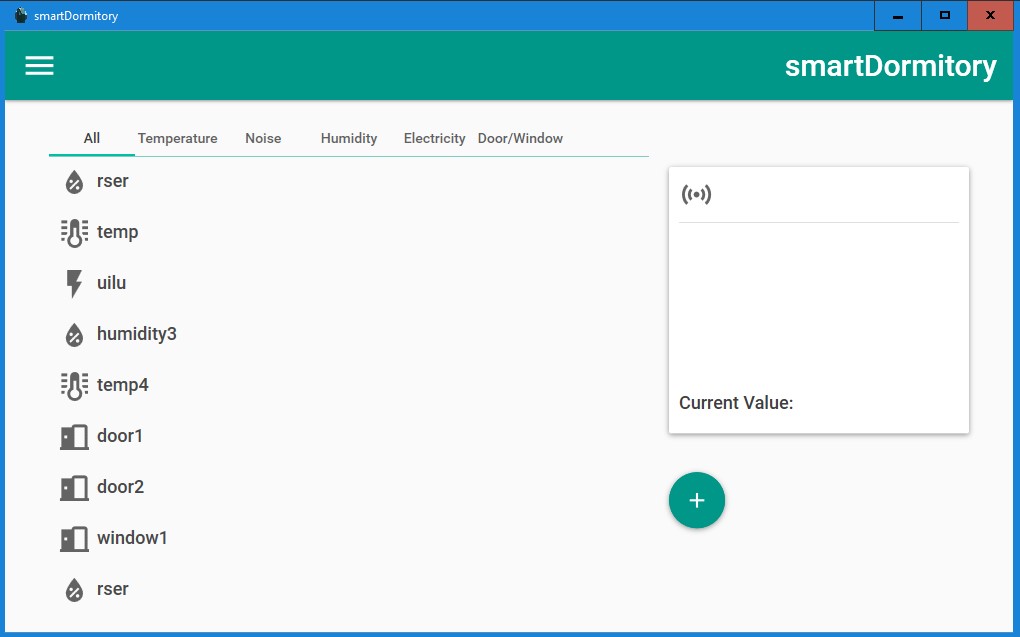 smartDormitory
smartDormitory
All Temperature Noise Humidity Electricity Door/Window
rser
temp
uilu
humidity3
temp4
door1
door2
window1
rser
Current Value: